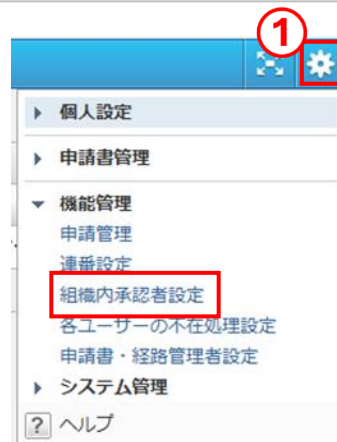 ①
個人設定
申請書管理
機能管理
申請管理
連番設定
組織内承認者設定
各ユーザーの不在処理設定
申請書・経路管理者設定
システム管理
? ヘルプ